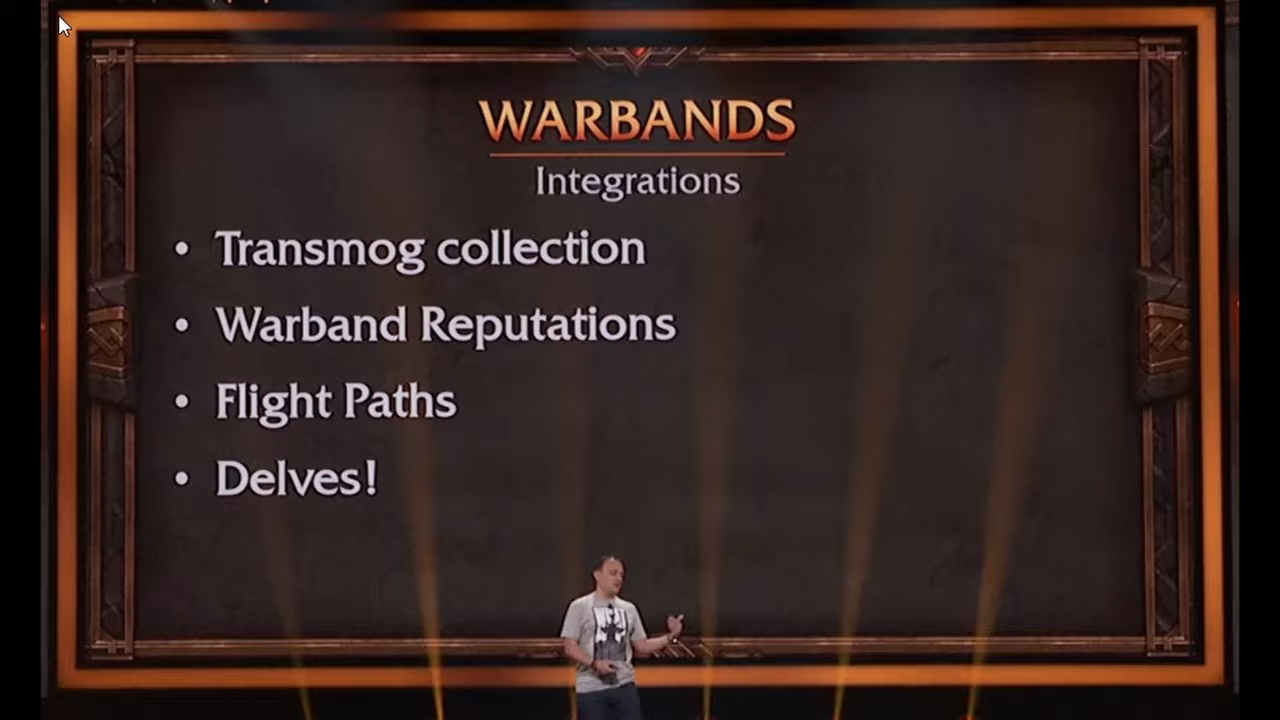 WARBANDS
Integrations
• Transmog collection
• Warband Reputations
• Flight Paths
• Delves!